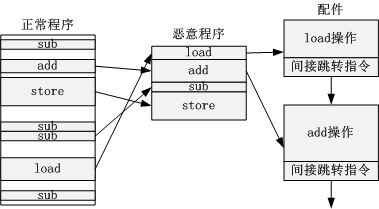 正常程序
sub
add
store
sub
sub
load
sub
恶意程序
load
add
sub
store
配件
load操作
间接跳转指令
add操作
间接跳转指令